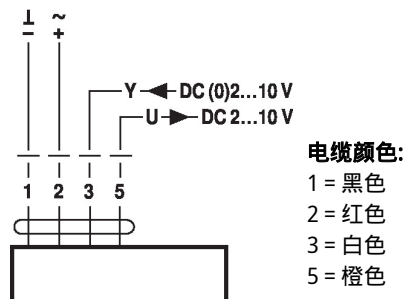 ⊥ ~
− +
Y DC (0)2...10 V
U DC 2...10 V
1 2 3 5
电缆颜色:
1 = 黑色
2 = 红色
3 = 白色
5 = 橙色